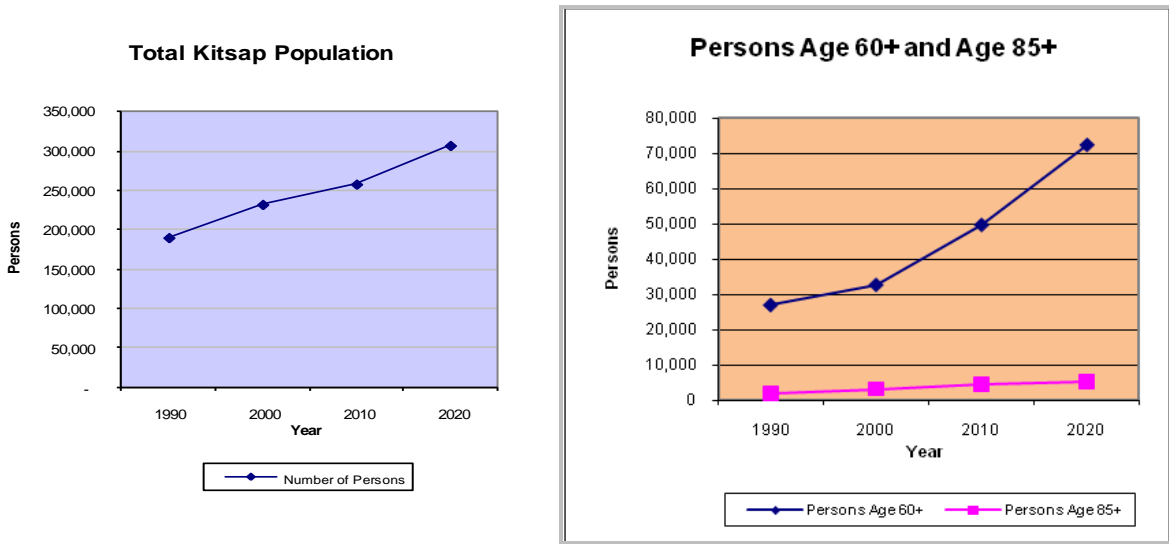 Total Kitsap Population
350,000
300,000
250,000
200,000
150,000
100,000
50,000
-
Persons
1990 2000 2010 2020
Year
Number of Persons
Persons Age 60+ and Age 85+
80,000
70,000
60,000
50,000
40,000
30,000
20,000
10,000
0
Persons
1990 2000 2010 2020
Year
Persons Age 60+ Persons Age 85+